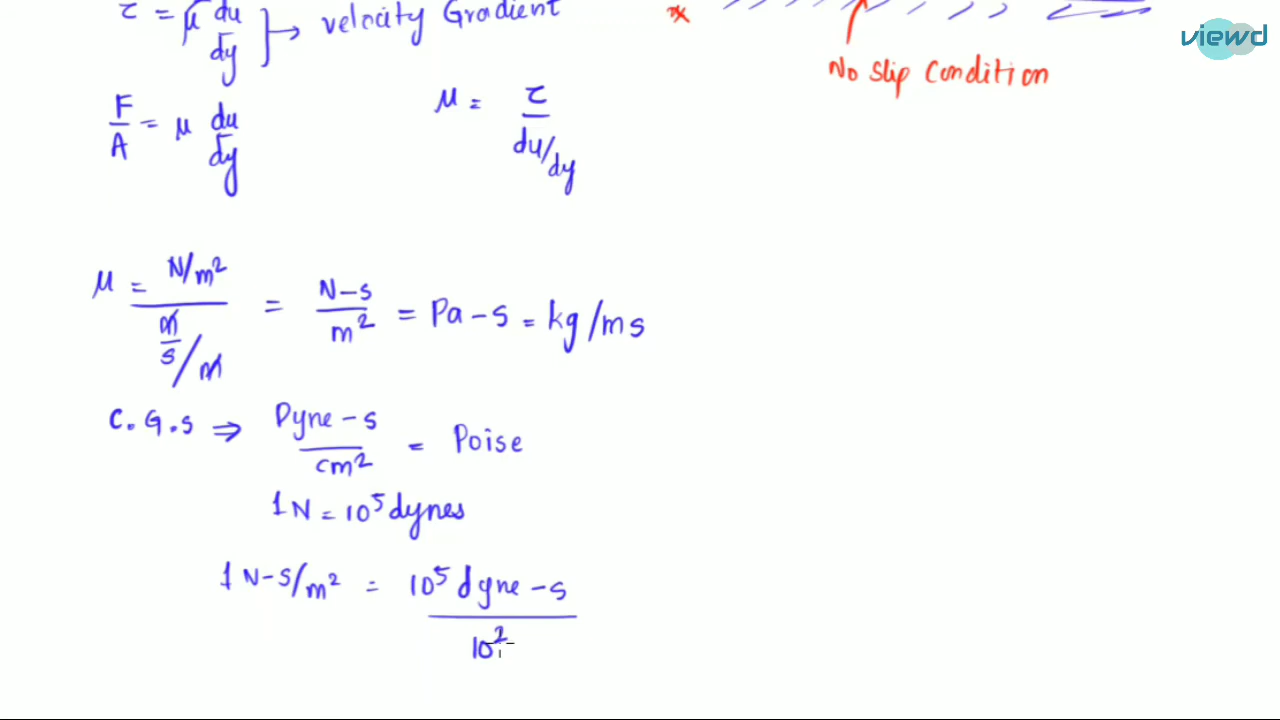 τ = μ du/dy } → velocity Gradient
viewd
No slip Condition
F/A = μ du/dy
μ = τ / du/dy
μ = N/m² / m/s/m = N-s/m² = Pa-s = kg/ms
C.G.S ⇒ Dyne-s/cm² = Poise
1N = 10⁵ dynes
1 N-s/m² = 10⁵ dyne-s / 10²